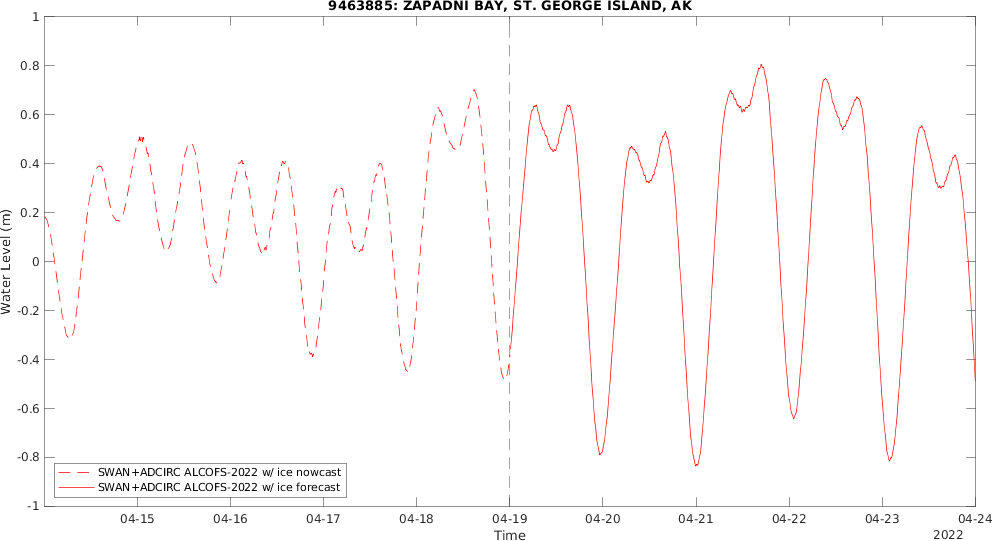 9463885: ZAPADNI BAY, ST. GEORGE ISLAND, AK
1
0.8
0.6
0.4
0.2
0
-0.2
-0.4
-0.6
-0.8
-1
Water Level (m)
SWAN+ADCIRC ALCOFS-2022 w/ ice nowcast
SWAN+ADCIRC ALCOFS-2022 w/ ice forecast
04-15 04-16 04-17 04-18 04-19 04-20 04-21 04-22 04-23 04-24
Time
2022